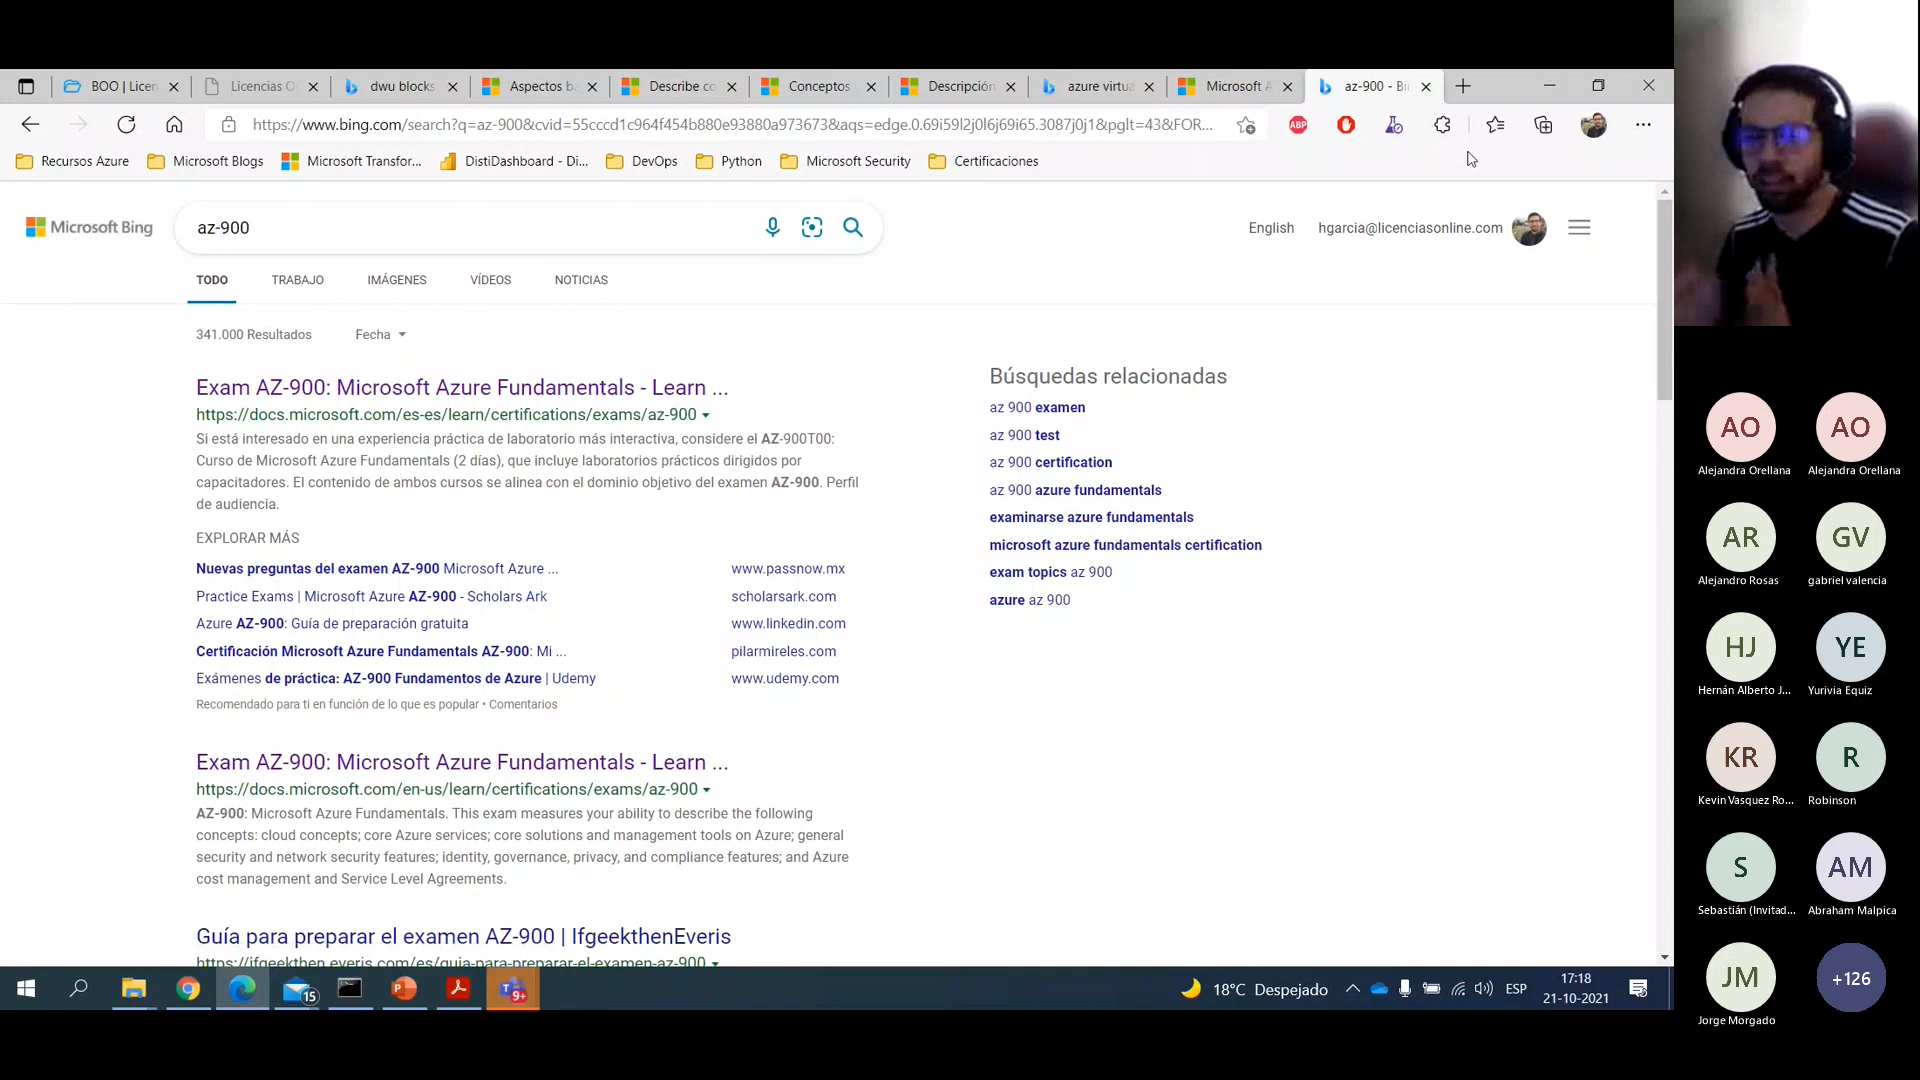 BOO | Licen
Licencias O
dwu blocks
Aspectos b
Describe co
Conceptos
Descripción
azure virtua
Microsoft A
az-900 - Bi
https://www.bing.com/search?q=az-900&cvid=55cccd1c964f454b880e93880a973673&aqs=edge.0.69i59l2j0l6j69i65.3087j0j1&pglt=43&FOR...
ABP
Recursos Azure
Microsoft Blogs
Microsoft Transfor...
DistiDashboard - Di...
DevOps
Python
Microsoft Security
Certificaciones
Microsoft Bing
az-900
English
hgarcia@licenciasonline.com
TODO
TRABAJO
IMÁGENES
VÍDEOS
NOTICIAS
341.000 Resultados
Fecha
Exam AZ-900: Microsoft Azure Fundamentals - Learn ...
https://docs.microsoft.com/es-es/learn/certifications/exams/az-900
Si está interesado en una experiencia práctica de laboratorio más interactiva, considere el AZ-900T00:
Curso de Microsoft Azure Fundamentals (2 días), que incluye laboratorios prácticos dirigidos por
capacitadores. El contenido de ambos cursos se alinea con el dominio objetivo del examen AZ-900. Perfil
de audiencia.
EXPLORAR MÁS
Nuevas preguntas del examen AZ-900 Microsoft Azure ... www.passnow.mx
Practice Exams | Microsoft Azure AZ-900 - Scholars Ark scholarsark.com
Azure AZ-900: Guía de preparación gratuita www.linkedin.com
Certificación Microsoft Azure Fundamentals AZ-900: Mi ... pilarmireles.com
Exámenes de práctica: AZ-900 Fundamentos de Azure | Udemy www.udemy.com
Recomendado para ti en función de lo que es popular • Comentarios
Exam AZ-900: Microsoft Azure Fundamentals - Learn ...
https://docs.microsoft.com/en-us/learn/certifications/exams/az-900
AZ-900: Microsoft Azure Fundamentals. This exam measures your ability to describe the following
concepts: cloud concepts; core Azure services; core solutions and management tools on Azure; general
security and network security features; identity, governance, privacy, and compliance features; and Azure
cost management and Service Level Agreements.
Guía para preparar el examen AZ-900 | IfgeekthenEveris
https://ifgeekthen.everis.com/es/guia-para-preparar-el-examen-az-900
Búsquedas relacionadas
az 900 examen
az 900 test
az 900 certification
az 900 azure fundamentals
examinarse azure fundamentals
microsoft azure fundamentals certification
exam topics az 900
azure az 900
15
9+
18°C Despejado
ESP
17:18
21-10-2021
AO
Alejandra Orellana
AO
Alejandra Orellana
AR
Alejandro Rosas
GV
gabriel valencia
HJ
Hernán Alberto J...
YE
Yurivia Equiz
KR
Kevin Vasquez Ro...
R
Robinson
S
Sebastián (Invitad...
AM
Abraham Malpica
JM
Jorge Morgado
+126